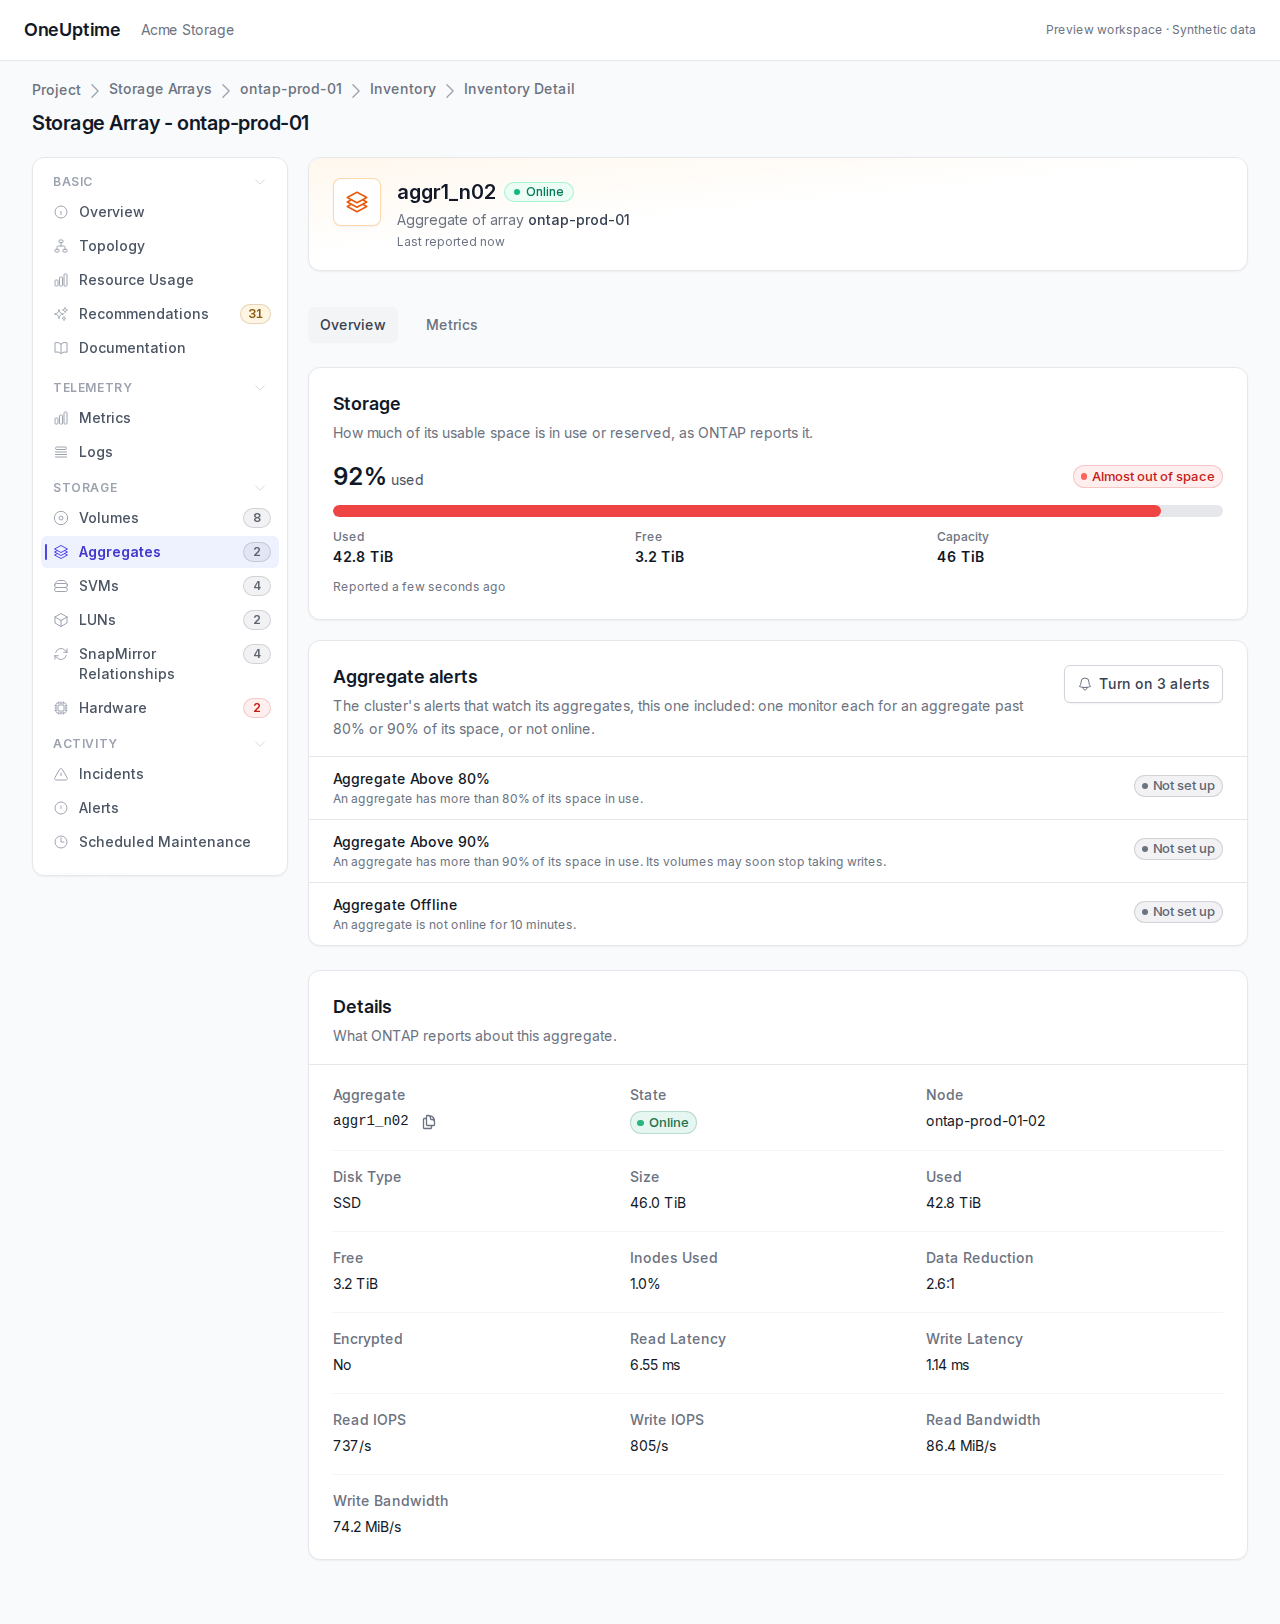 OneUptime
Acme Storage
Preview workspace · Synthetic data
Project
Storage Arrays
ontap-prod-01
Inventory
Inventory Detail
Storage Array - ontap-prod-01
BASIC
Overview
Topology
Resource Usage
Recommendations
31
Documentation
TELEMETRY
Metrics
Logs
STORAGE
Volumes
8
Aggregates
2
SVMs
4
LUNs
2
SnapMirror
Relationships
4
Hardware
2
ACTIVITY
Incidents
Alerts
Scheduled Maintenance
aggr1_n02
Online
Aggregate of array ontap-prod-01
Last reported now
Overview
Metrics
Storage
How much of its usable space is in use or reserved, as ONTAP reports it.
92% used
Almost out of space
Used
Free
Capacity
42.8 TiB
3.2 TiB
46 TiB
Reported a few seconds ago
Aggregate alerts
The cluster's alerts that watch its aggregates, this one included: one monitor each for an aggregate past
80% or 90% of its space, or not online.
Turn on 3 alerts
Aggregate Above 80%
An aggregate has more than 80% of its space in use.
Not set up
Aggregate Above 90%
An aggregate has more than 90% of its space in use. Its volumes may soon stop taking writes.
Not set up
Aggregate Offline
An aggregate is not online for 10 minutes.
Not set up
Details
What ONTAP reports about this aggregate.
Aggregate
State
Node
aggr1_n02
Online
ontap-prod-01-02
Disk Type
Size
Used
SSD
46.0 TiB
42.8 TiB
Free
Inodes Used
Data Reduction
3.2 TiB
1.0%
2.6:1
Encrypted
Read Latency
Write Latency
No
6.55 ms
1.14 ms
Read IOPS
Write IOPS
Read Bandwidth
737/s
805/s
86.4 MiB/s
Write Bandwidth
74.2 MiB/s